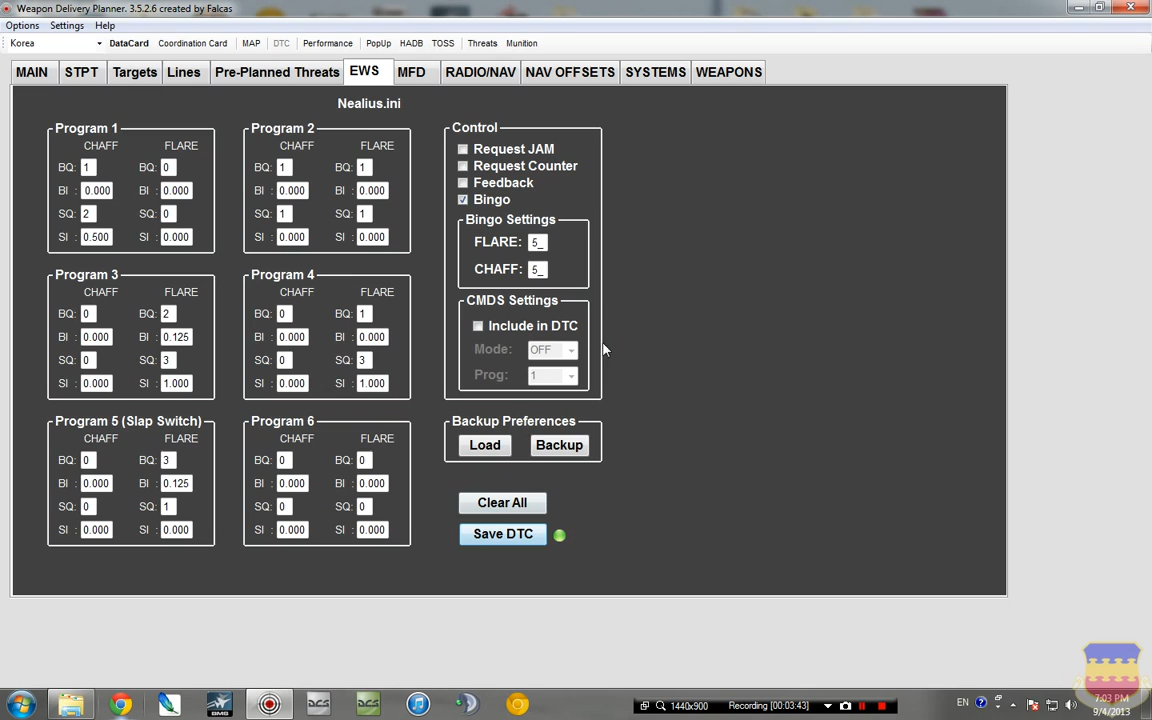 Weapon Delivery Planner. 3.5.2.6 created by Falcas
Options Settings Help
Korea DataCard Coordination Card MAP DTC Performance PopUp HADB TOSS Threats Munition
MAIN STPT Targets Lines Pre-Planned Threats EWS MFD RADIO/NAV NAV OFFSETS SYSTEMS WEAPONS
Nealius.ini
Program 1
CHAFF FLARE
BQ: 1 BQ: 0
BI : 0.000 BI : 0.000
SQ: 2 SQ: 0
SI : 0.500 SI : 0.000
Program 2
CHAFF FLARE
BQ: 1 BQ: 1
BI : 0.000 BI : 0.000
SQ: 1 SQ: 1
SI : 0.000 SI : 0.000
Program 3
CHAFF FLARE
BQ: 0 BQ: 2
BI : 0.000 BI : 0.125
SQ: 0 SQ: 3
SI : 0.000 SI : 1.000
Program 4
CHAFF FLARE
BQ: 0 BQ: 1
BI : 0.000 BI : 0.000
SQ: 0 SQ: 3
SI : 0.000 SI : 1.000
Program 5 (Slap Switch)
CHAFF FLARE
BQ: 0 BQ: 3
BI : 0.000 BI : 0.125
SQ: 0 SQ: 1
SI : 0.000 SI : 0.000
Program 6
CHAFF FLARE
BQ: 0 BQ: 0
BI : 0.000 BI : 0.000
SQ: 0 SQ: 0
SI : 0.000 SI : 0.000
Control
Request JAM
Request Counter
Feedback
Bingo
Bingo Settings
FLARE: 5_
CHAFF: 5_
CMDS Settings
Include in DTC
Mode: OFF
Prog: 1
Backup Preferences
Load Backup
Clear All
Save DTC
BMS DCS DCS 1440x900 Recording [00:03:43] EN
7:03 PM
9/4/2013